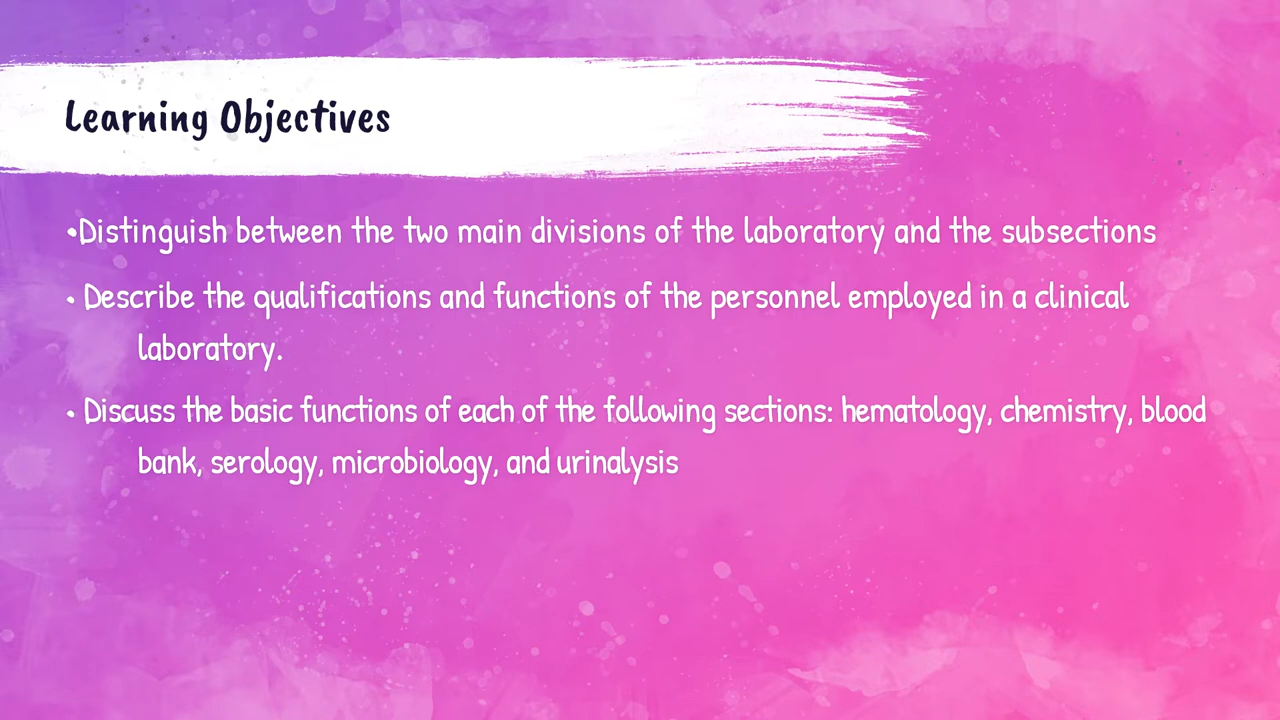 Learning Objectives
•Distinguish between the two main divisions of the laboratory and the subsections
• Describe the qualifications and functions of the personnel employed in a clinical
laboratory.
• Discuss the basic functions of each of the following sections: hematology, chemistry, blood
bank, serology, microbiology, and urinalysis